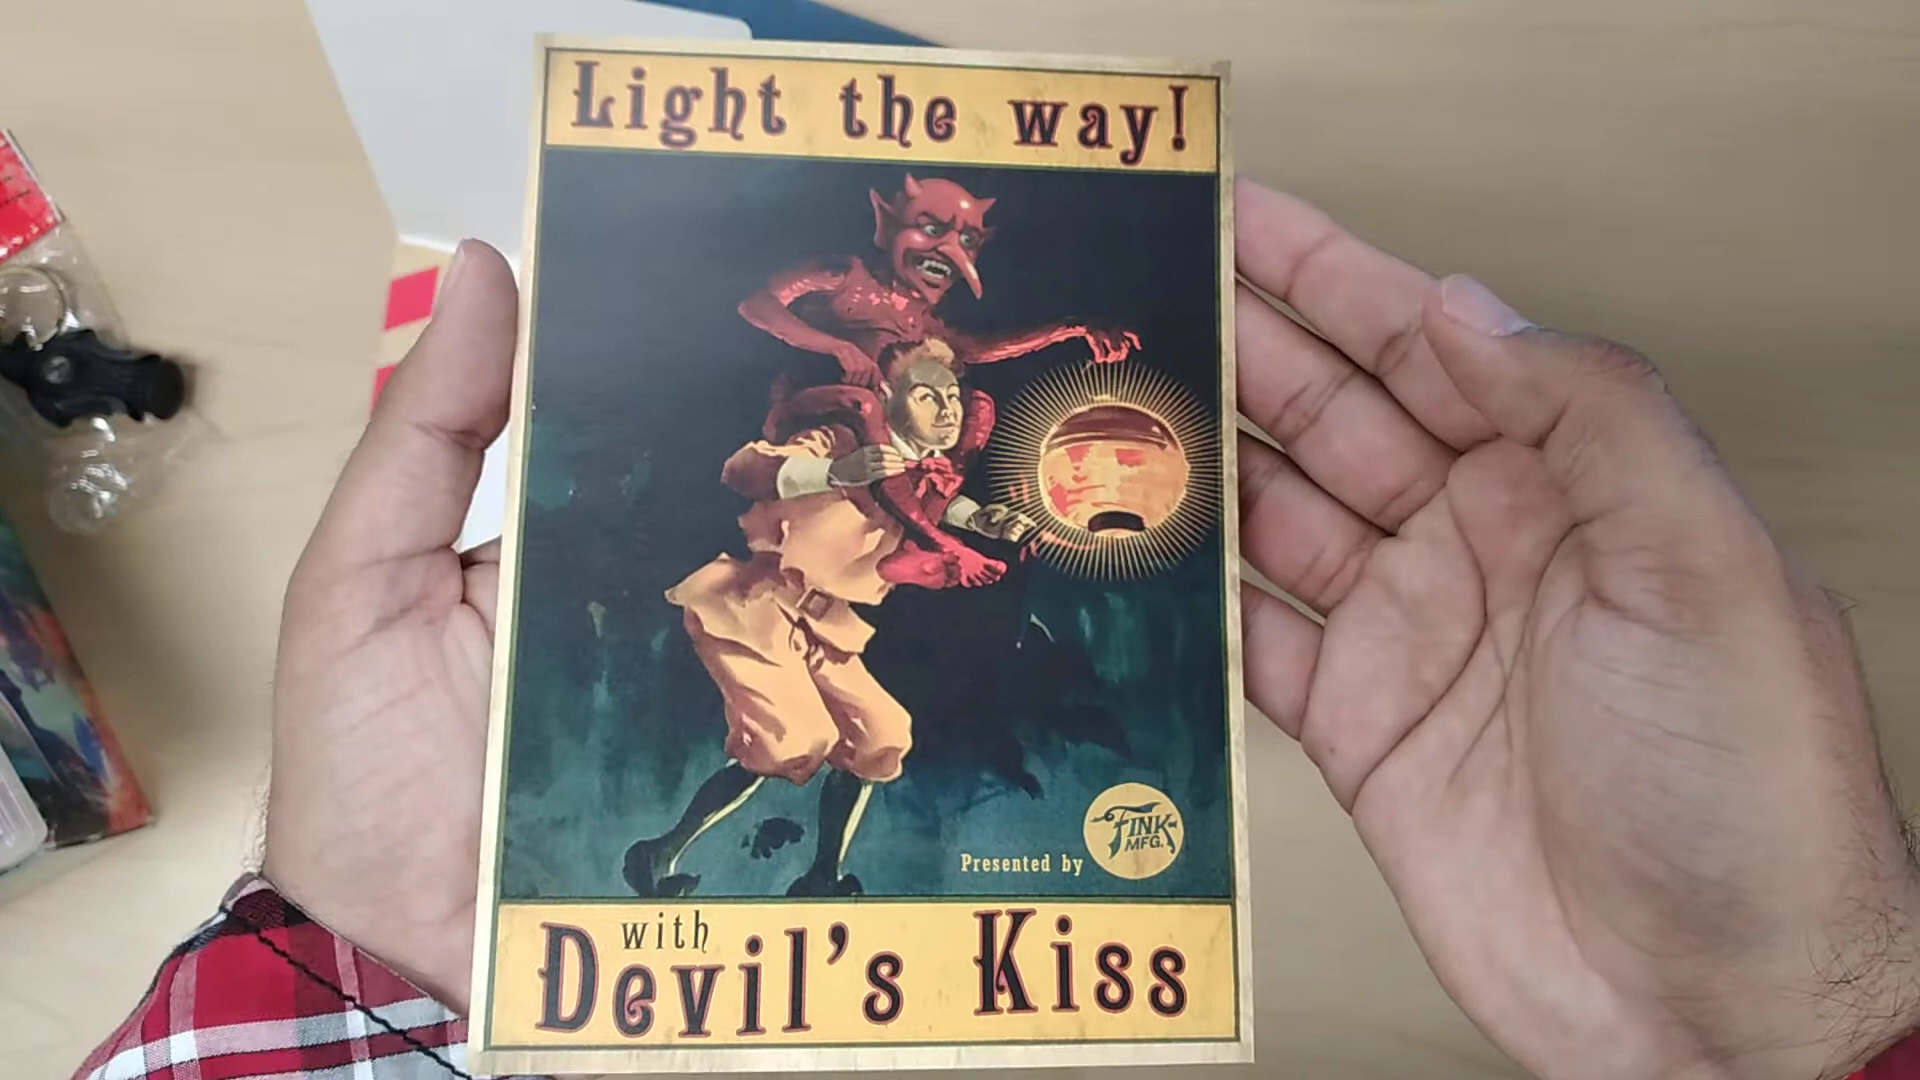 Light the way!
Presented by
FINK
MFG.
with
Devil's Kiss